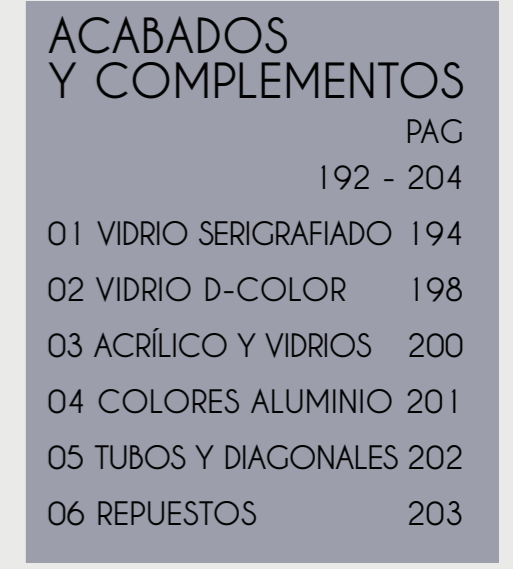 ACABADOS
Y COMPLEMENTOS
PAG
192 - 204
01 VIDRIO SERIGRAFIADO 194
02 VIDRIO D-COLOR 198
03 ACRÍLICO Y VIDRIOS 200
04 COLORES ALUMINIO 201
05 TUBOS Y DIAGONALES 202
06 REPUESTOS 203